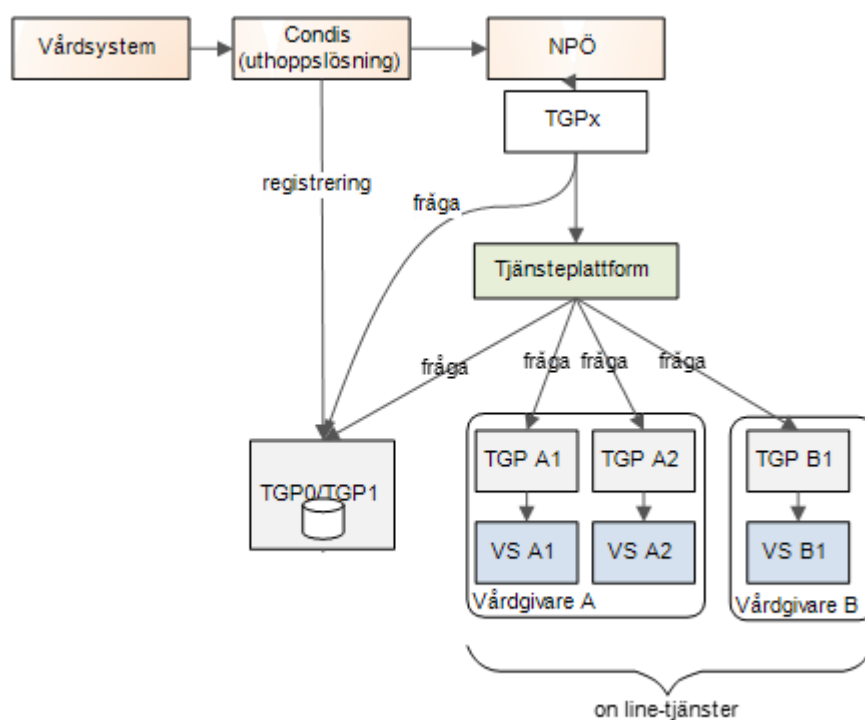 Vårdsystem
Condis
(uthoppslösning)
NPÖ
TGPx
registrering
fråga
Tjänsteplattform
fråga
fråga
fråga
fråga
TGP0/TGP1
TGP A1
TGP A2
TGP B1
VS A1
VS A2
VS B1
Vårdgivare A
Vårdgivare B
on line-tjänster